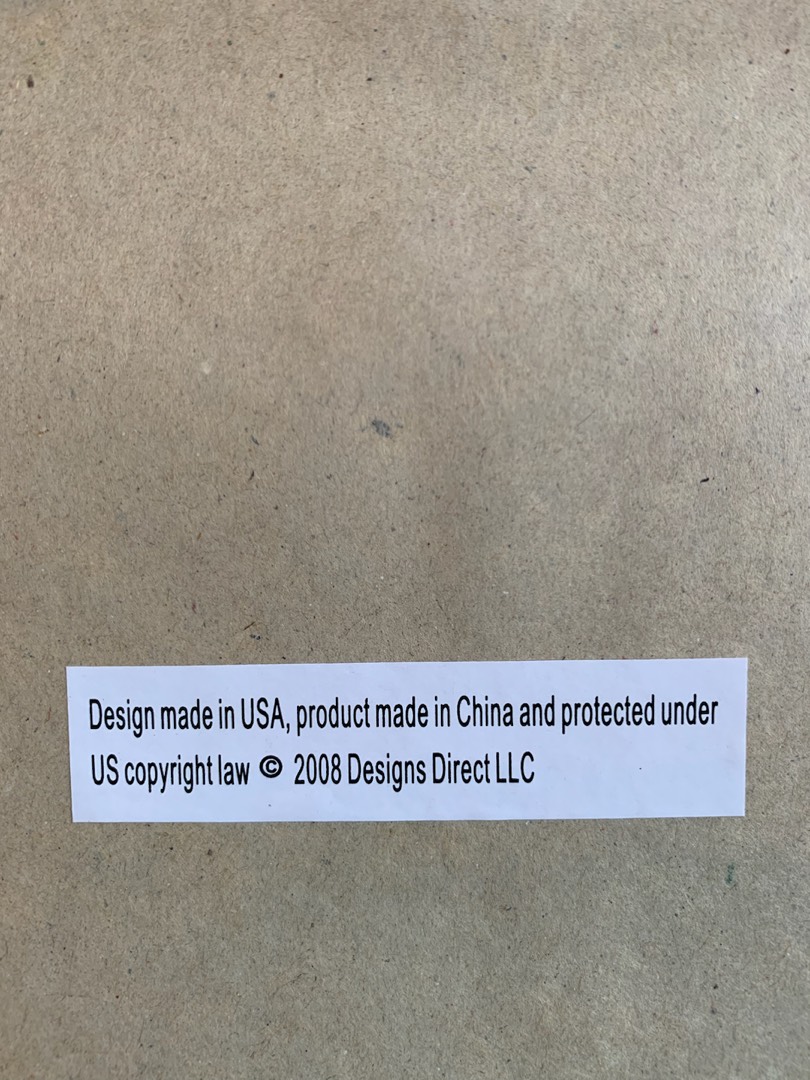 Design made in USA, product made in China and protected under
US copyright law © 2008 Designs Direct LLC